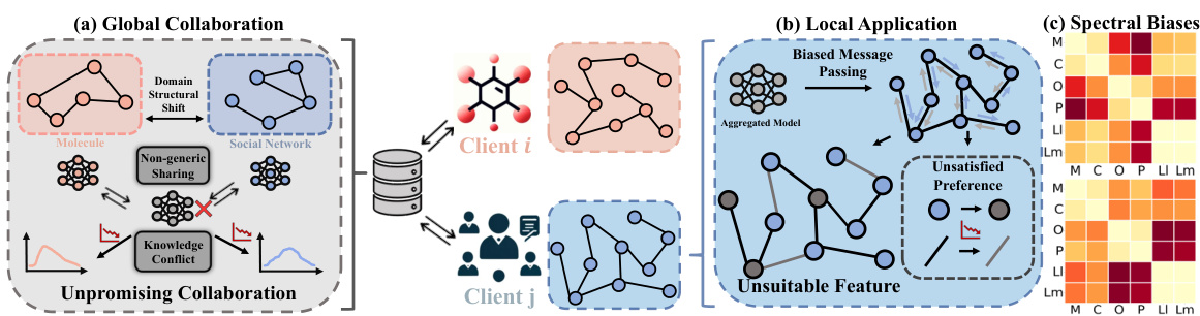 (a) Global Collaboration
Domain
Structural
Shift
Molecule
Social Network
Non-generic
Sharing
Knowledge
Conflict
Unpromising Collaboration
Client i
Client j
(b) Local Application
Biased Message
Passing
Aggregated Model
Unsatisfied
Preference
Unsuitable Feature
(c) Spectral Biases
M
C
O
P
Ll
Lm
M C O P Ll Lm
M
C
O
P
Ll
Lm
M C O P Ll Lm